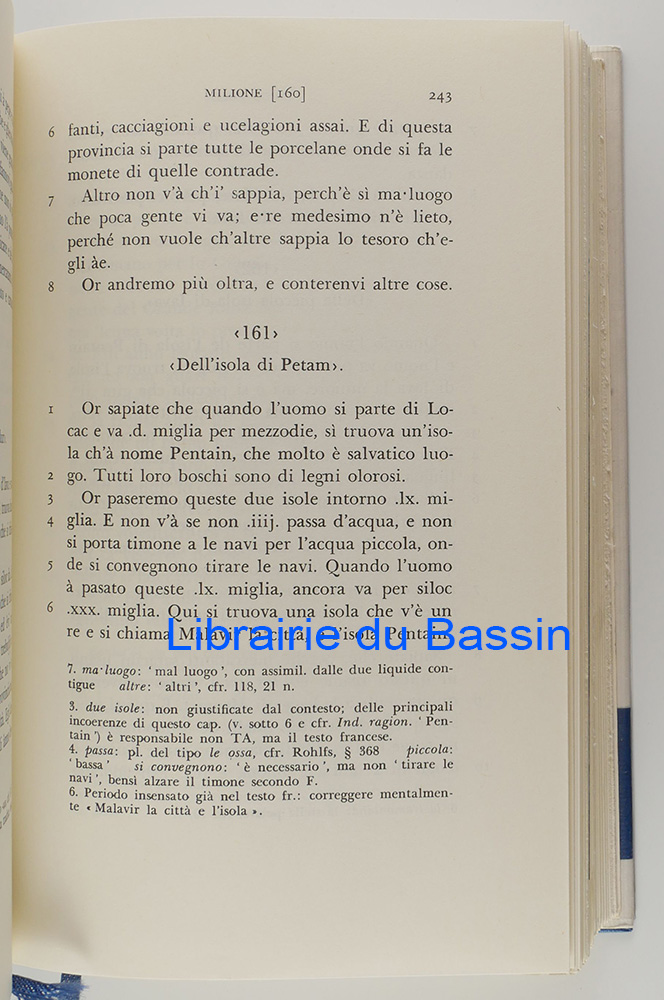 MILIONE [160] 243
6 fanti, cacciagioni e ucelagioni assai. E di questa
provincia si parte tutte le porcelane onde si fa le
monete di quelle contrade.
7 Altro non v'à ch'i' sappia, perch'è sì ma·luogo
che poca gente vi va; e·re medesimo n'è lieto,
perché non vuole ch'altre sappia lo tesoro ch'e-
gli àe.
8 Or andremo più oltra, e conterenvi altre cose.
‹161›
‹Dell'isola di Petam›.
1 Or sapiate che quando l'uomo si parte di Lo-
cac e va .d. miglia per mezzodie, sì truova un'iso-
la ch'à nome Pentain, che molto è salvatico luo-
2 go. Tutti loro boschi sono di legni olorosi.
3 Or paseremo queste due isole intorno .lx. mi-
4 glia. E non v'à se non .iiij. passa d'acqua, e non
si porta timone a le navi per l'acqua piccola, on-
5 de si convegnono tirare le navi. Quando l'uomo
à pasato queste .lx. miglia, ancora va per siloc
6 .xxx. miglia. Qui si truova una isola che v'è un
re e si chiama Malavir la città, e l'isola Pentain.
Librairie du Bassin
7. ma·luogo: 'mal luogo', con assimil. dalle due liquide con-
tigue altre: 'altri', cfr. 118, 21 n.
3. due isole: non giustificate dal contesto; delle principali
incoerenze di questo cap. (v. sotto 6 e cfr. Ind. ragion. 'Pen-
tain') è responsabile non TA, ma il testo francese.
4. passa: pl. del tipo le ossa, cfr. Rohlfs, § 368 piccola:
'bassa' si convegnono: 'è necessario', ma non 'tirare le
navi', bensì alzare il timone secondo F.
6. Periodo insensato già nel testo fr.: correggere mentalmen-
te « Malavir la città e l'isola ».